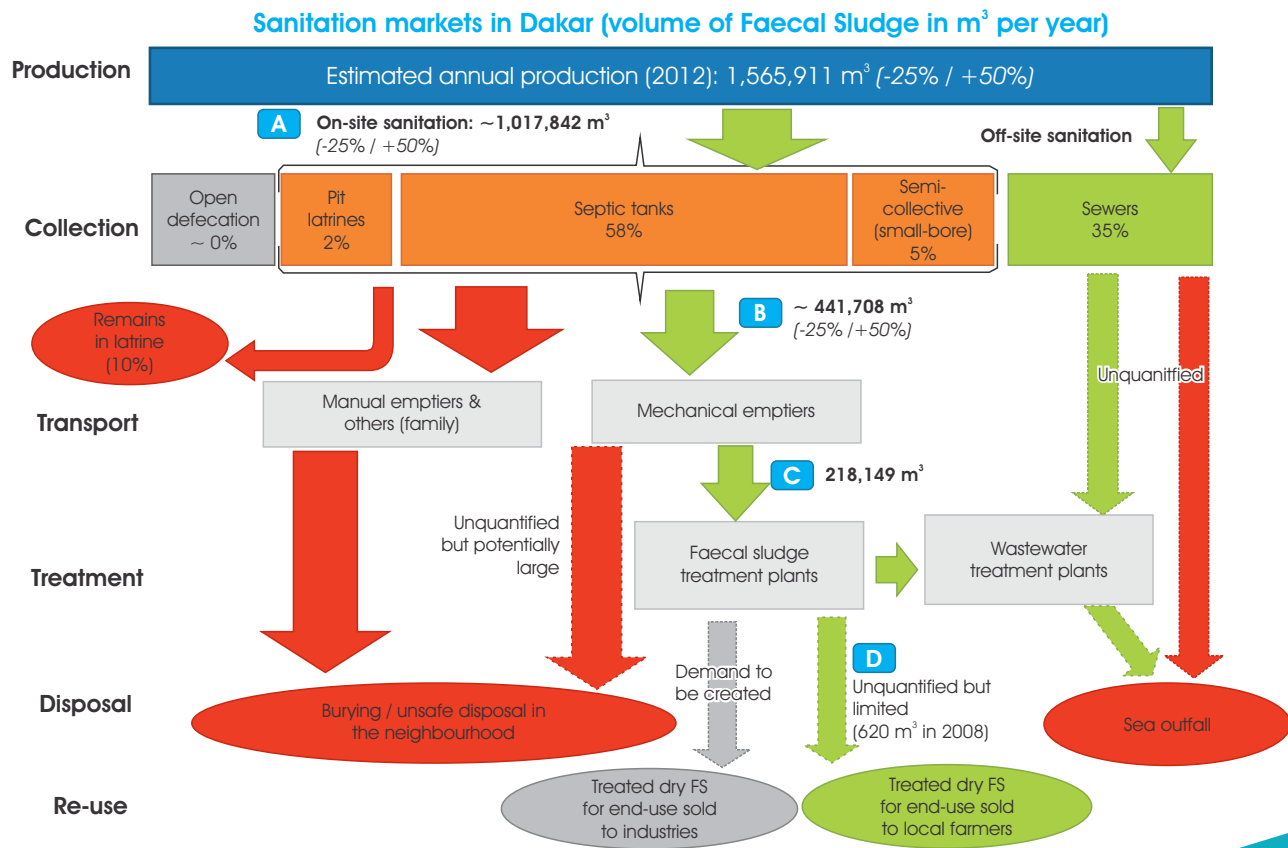 Sanitation markets in Dakar (volume of Faecal Sludge in m³ per year)
Production
Estimated annual production (2012): 1,565,911 m³ (-25% / +50%)
A
On-site sanitation: ~1,017,842 m³
(-25% / +50%)
Off-site sanitation
Collection
Open
defecation
~ 0%
Pit
latrines
2%
Septic tanks
58%
Semi-
collective
(small-bore)
5%
Sewers
35%
Remains
in latrine
(10%)
B
~ 441,708 m³
(-25% /+50%)
Unquanitfied
Transport
Manual emptiers &
others (family)
Mechanical emptiers
C
218,149 m³
Unquantified
but potentially
large
Treatment
Faecal sludge
treatment plants
Wastewater
treatment plants
Demand to
be created
D
Unquantified but
limited
(620 m³ in 2008)
Disposal
Burying / unsafe disposal in
the neighbourhood
Sea outfall
Re-use
Treated dry FS
for end-use sold
to industries
Treated dry FS
for end-use sold
to local farmers